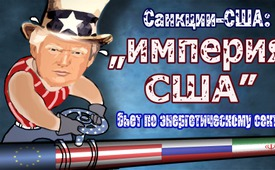 Санкции-США:
„империя
США”
бьет по энергетическому сект